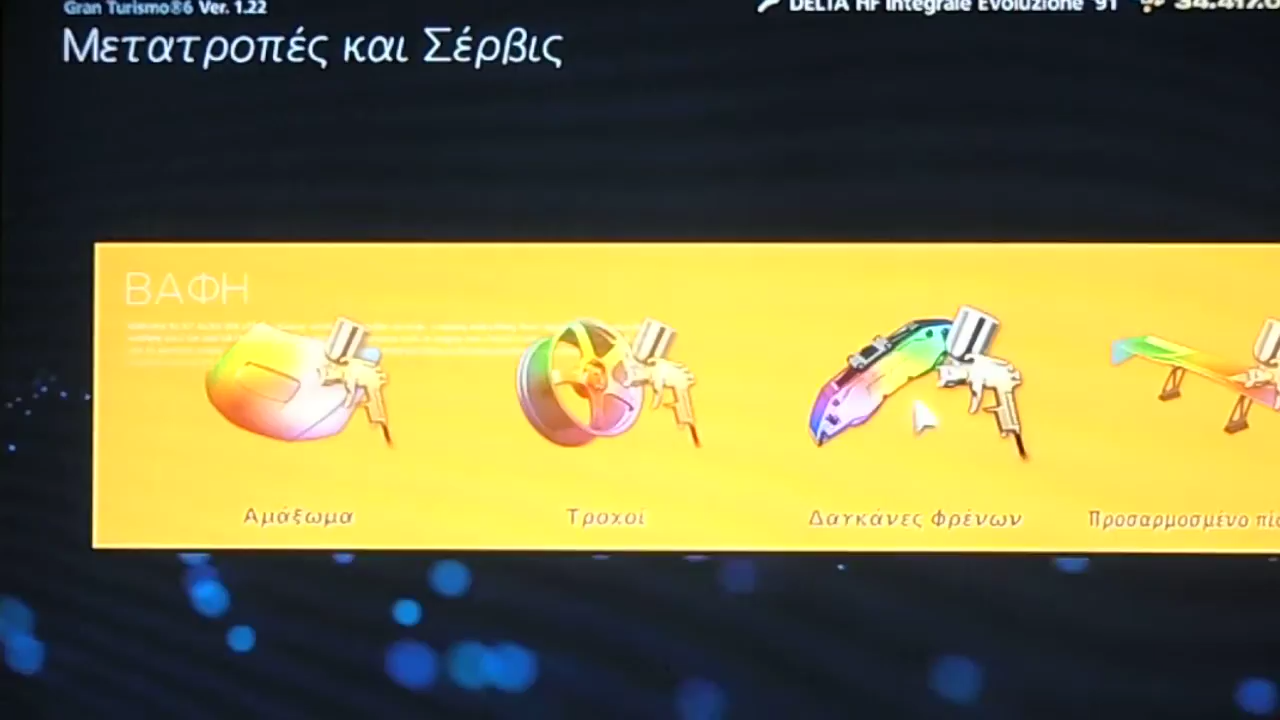 Gran Turismo®6 Ver. 1.22
DELTA HF Integrale Evoluzione '91
Μετατροπές και Σέρβις
ΒΑΦΗ
Αμάξωμα
Τροχοί
Δαγκάνες φρένων
Προσαρμοσμένο